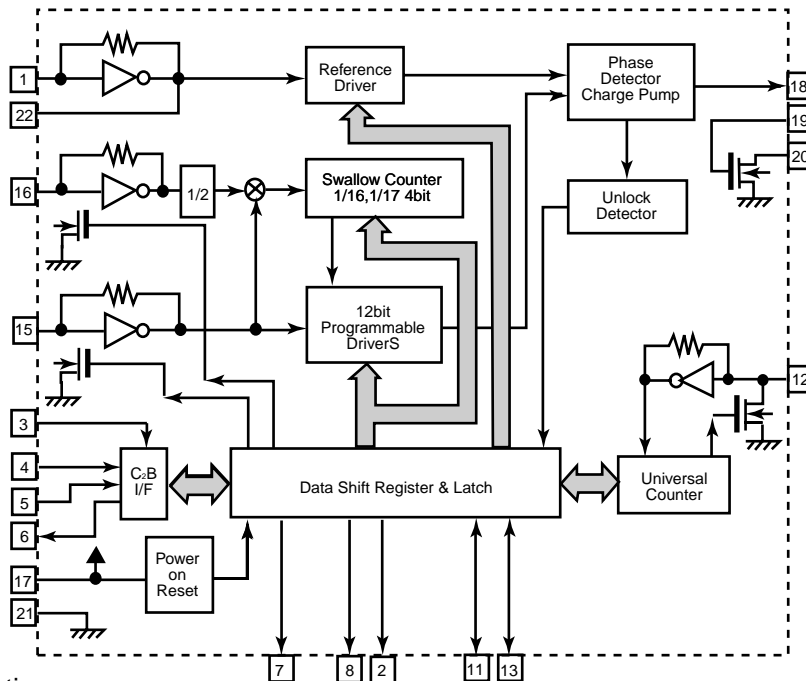 1
Reference
Driver
Phase
Detector
Charge Pump
18
22
19
20
16
1/2
Swallow Counter
1/16,1/17 4bit
Unlock
Detector
15
12bit
Programmable
DriverS
12
3
4
5
6
C₂B
I/F
Data Shift Register & Latch
Universal
Counter
17
Power
on
Reset
21
7
8
2
11
13